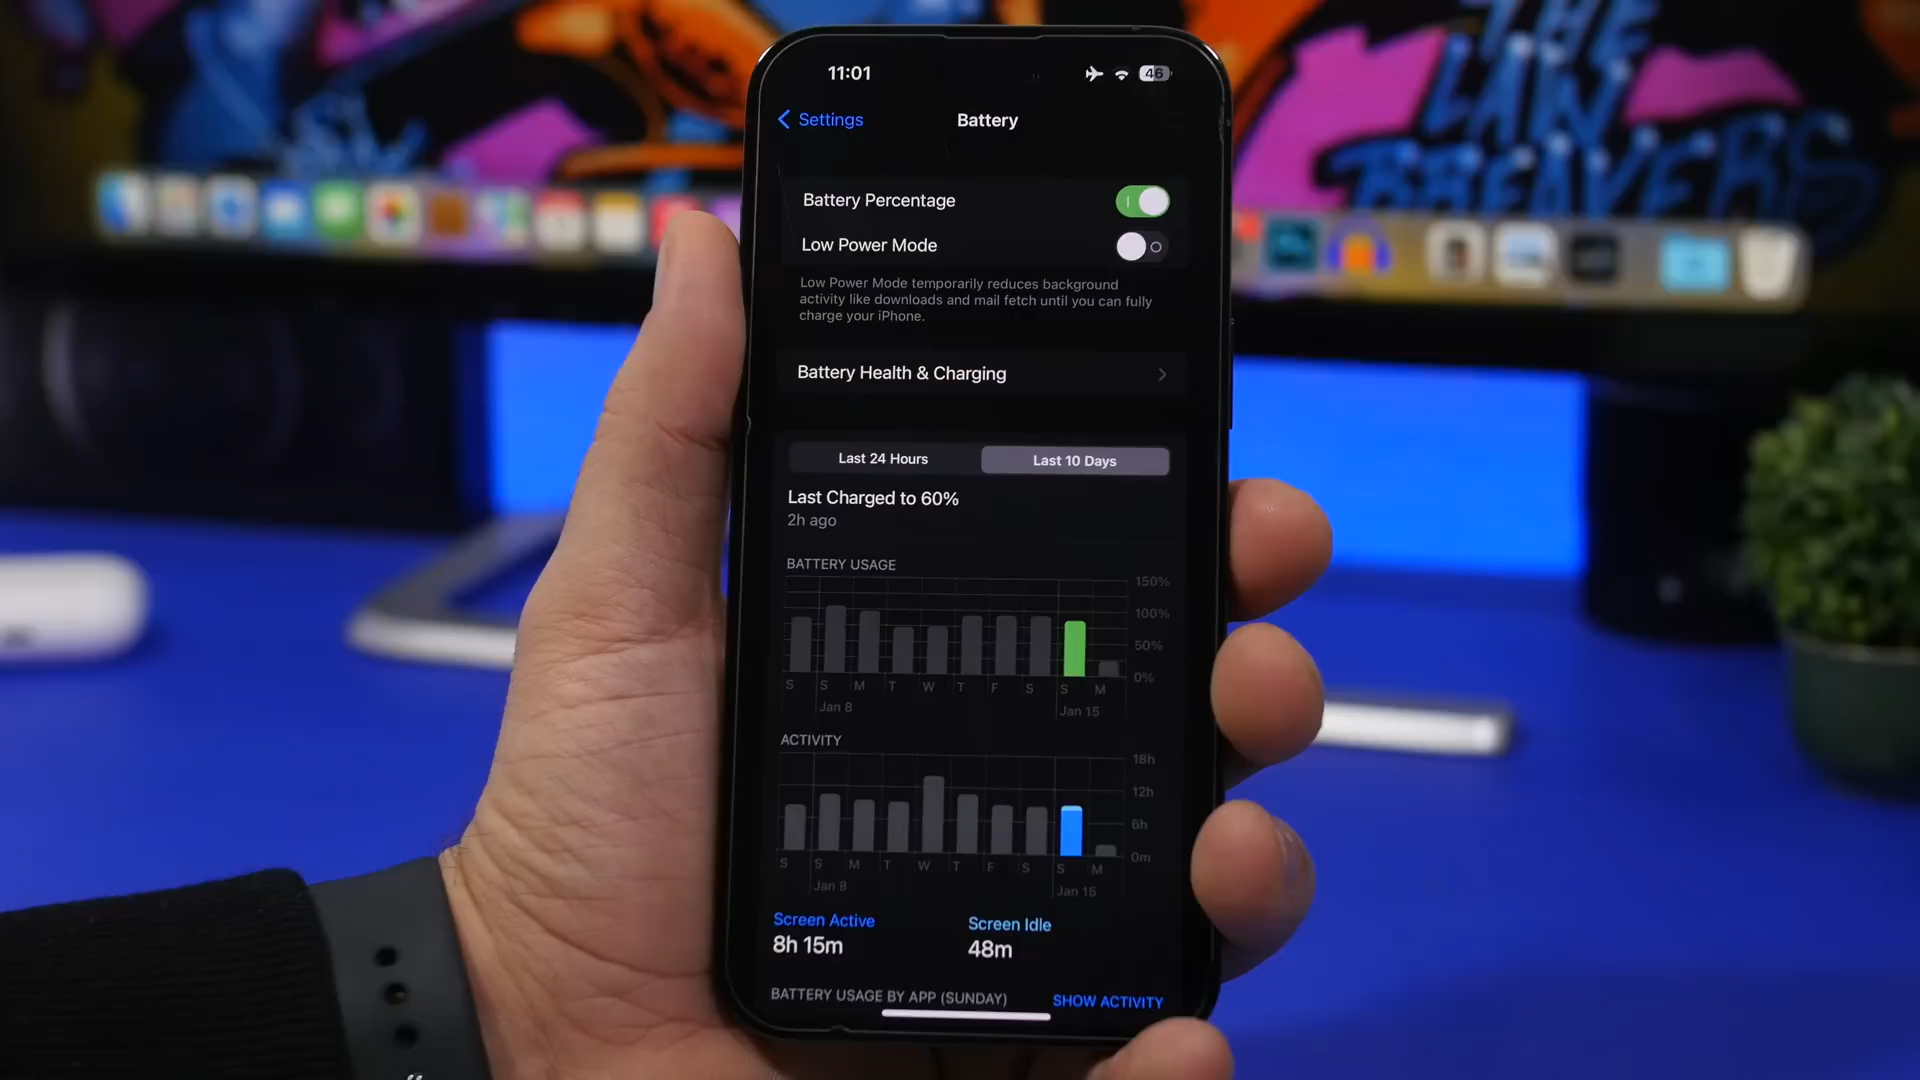 THE
LAW
BREAKERS
11:01
46
Settings
Battery
Battery Percentage
Low Power Mode
Low Power Mode temporarily reduces background
activity like downloads and mail fetch until you can fully
charge your iPhone.
Battery Health & Charging
Last 24 Hours
Last 10 Days
Last Charged to 60%
2h ago
BATTERY USAGE
150%
100%
50%
0%
S S M T W T F S S M
Jan 8
Jan 15
ACTIVITY
18h
12h
6h
0m
S S M T W T F S S M
Jan 8
Jan 15
Screen Active
Screen Idle
8h 15m
48m
BATTERY USAGE BY APP (SUNDAY)
SHOW ACTIVITY